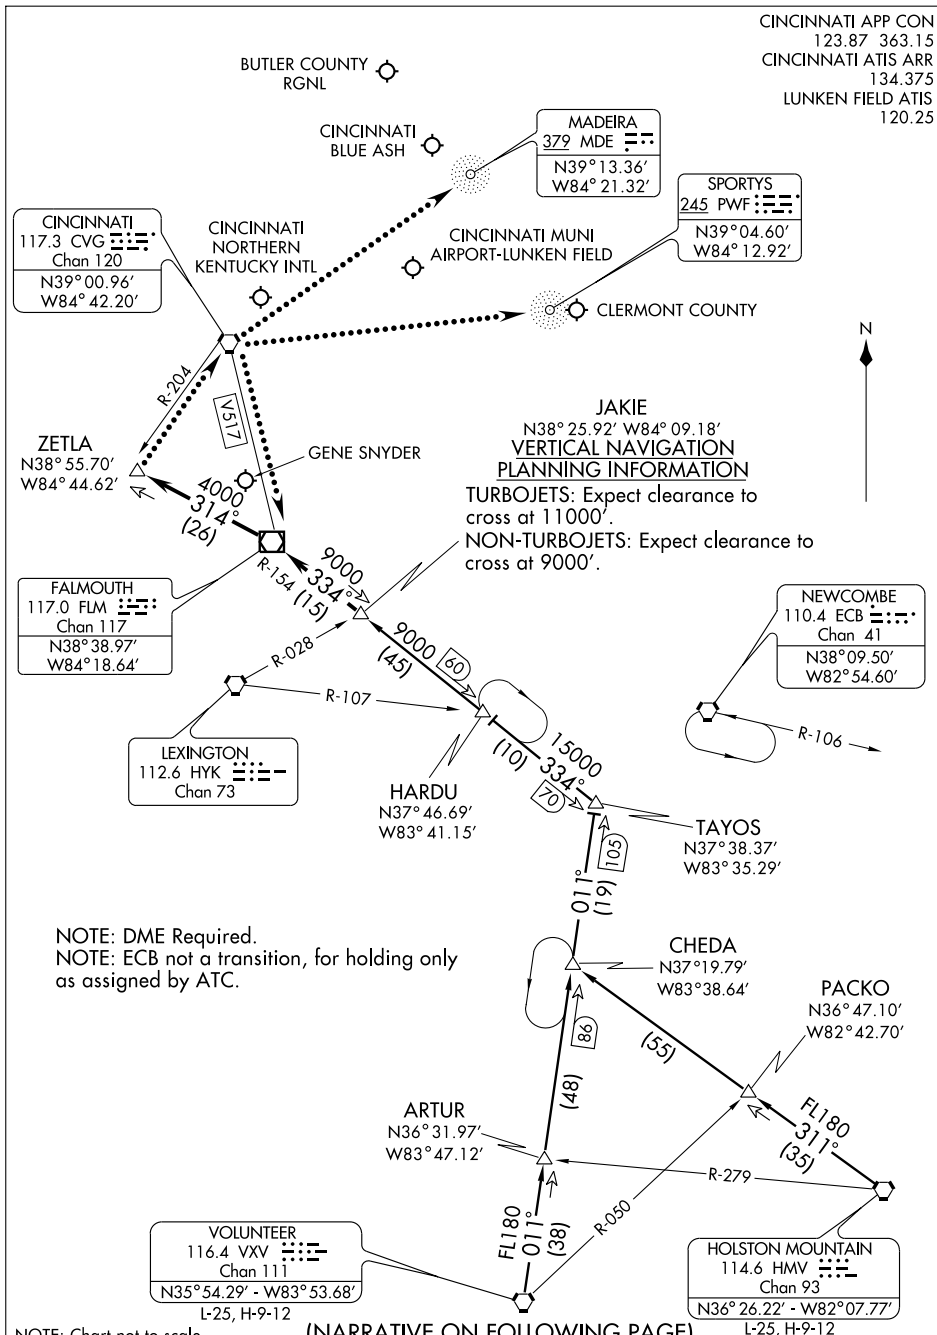 CINCINNATI APP CON
123.87 363.15
CINCINNATI ATIS ARR
134.375
LUNKEN FIELD ATIS
120.25
BUTLER COUNTY
RGNL
CINCINNATI
BLUE ASH
MADEIRA
379 MDE
N39°13.36'
W84°21.32'
SPORTYS
245 PWF
N39°04.60'
W84°12.92'
CINCINNATI
117.3 CVG
Chan 120
N39°00.96'
W84°42.20'
CINCINNATI
NORTHERN
KENTUCKY INTL
CINCINNATI MUNI
AIRPORT-LUNKEN FIELD
CLERMONT COUNTY
N
R-204
V517
ZETLA
N38°55.70'
W84°44.62'
GENE SNYDER
4000
314°
(26)
JAKIE
N38°25.92' W84°09.18'
VERTICAL NAVIGATION
PLANNING INFORMATION
TURBOJETS: Expect clearance to
cross at 11000'.
NON-TURBOJETS: Expect clearance to
cross at 9000'.
FALMOUTH
117.0 FLM
Chan 117
N38°38.97'
W84°18.64'
9000
334°
R-154 (15)
NEWCOMBE
110.4 ECB
Chan 41
N38°09.50'
W82°54.60'
R-028
R-107
9000
60
(45)
R-106
LEXINGTON
112.6 HYK
Chan 73
15000
334°
(10)
70
HARDU
N37°46.69'
W83°41.15'
TAYOS
N37°38.37'
W83°35.29'
105
011°
(19)
NOTE: DME Required.
NOTE: ECB not a transition, for holding only
as assigned by ATC.
CHEDA
N37°19.79'
W83°38.64'
PACKO
N36°47.10'
W82°42.70'
86
(55)
(48)
ARTUR
N36°31.97'
W83°47.12'
FL180
311°
(35)
R-279
R-050
FL180
011°
(38)
VOLUNTEER
116.4 VXV
Chan 111
N35°54.29' - W83°53.68'
L-25, H-9-12
HOLSTON MOUNTAIN
114.6 HMV
Chan 93
N36°26.22' - W82°07.77'
L-25, H-9-12
NOTE: Chart not to scale
(NARRATIVE ON FOLLOWING PAGE)